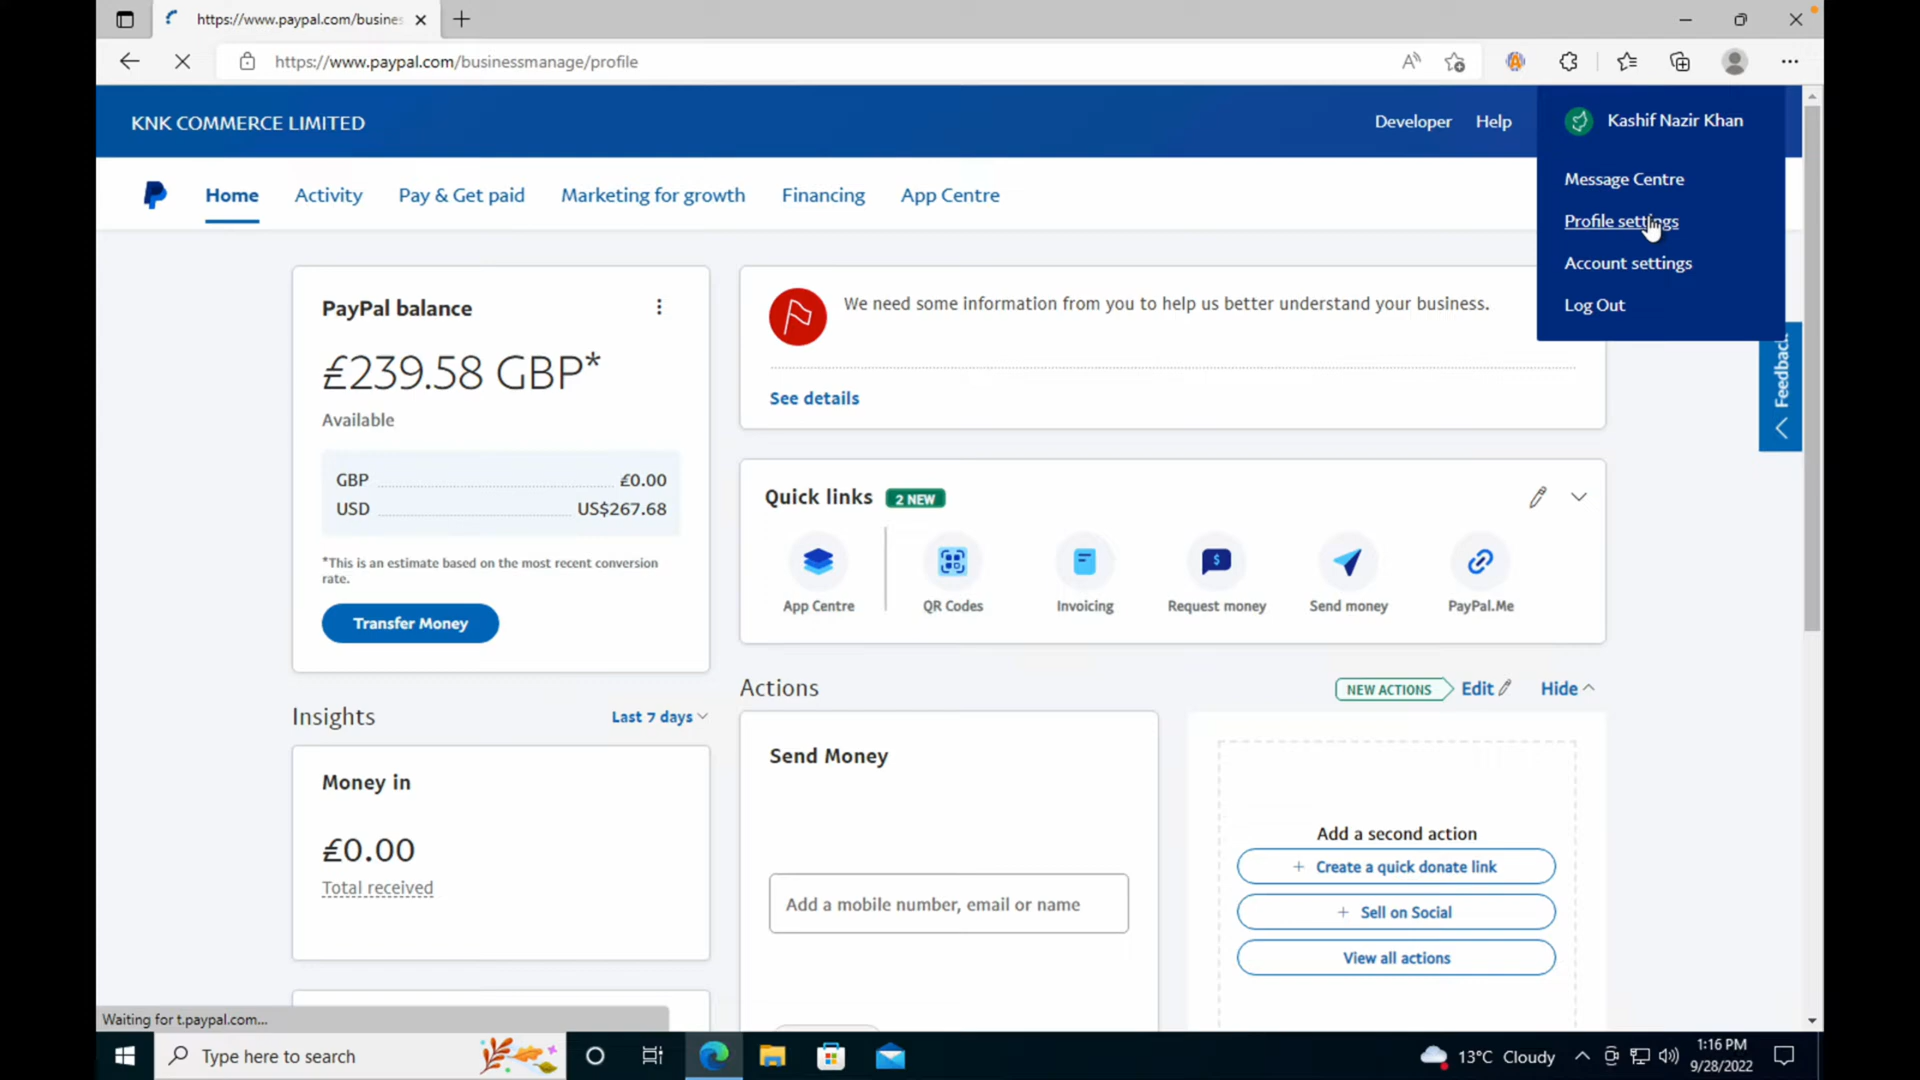 https://www.paypal.com/busines
https://www.paypal.com/businessmanage/profile
KNK COMMERCE LIMITED
Developer
Help
Kashif Nazir Khan
Message Centre
Profile settings
Account settings
Log Out
Home
Activity
Pay & Get paid
Marketing for growth
Financing
App Centre
PayPal balance
£239.58 GBP*
Available
GBP £0.00
USD US$267.68
*This is an estimate based on the most recent conversion
rate.
Transfer Money
We need some information from you to help us better understand your business.
See details
Feedback
Quick links
2 NEW
App Centre
QR Codes
Invoicing
Request money
Send money
PayPal.Me
Insights
Last 7 days
Money in
£0.00
Total received
Actions
NEW ACTIONS
Edit
Hide
Send Money
Add a mobile number, email or name
Add a second action
+ Create a quick donate link
+ Sell on Social
View all actions
Waiting for t.paypal.com...
Type here to search
13°C Cloudy
1:16 PM
9/28/2022